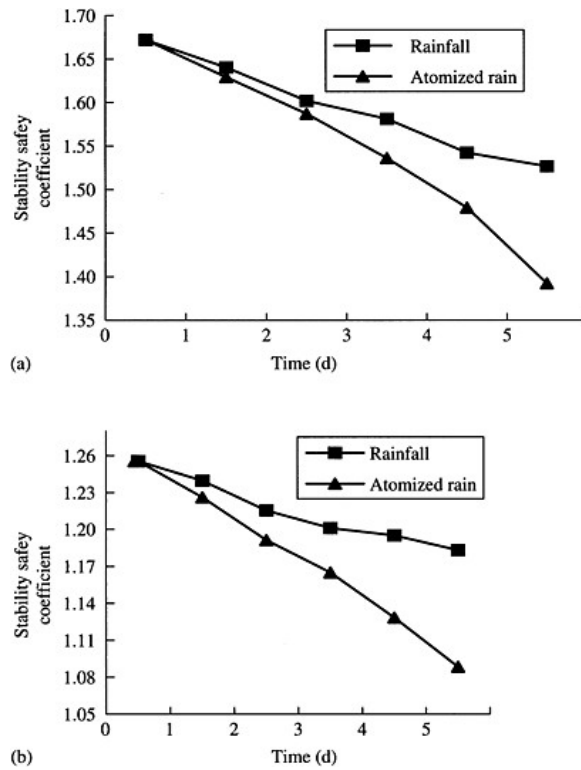 1.70
1.65
1.60
1.55
1.50
1.40
1.40
1.35
Stability safey
coefficient
Rainfall
Atomized rain
0 1 2 3 4 5
Time (d)
(a)
1.26
1.23
1.20
1.17
1.14
1.08
1.08
1.05
Stability safey
coefficient
Rainfall
Atomized rain
0 1 2 3 4 5
Time (d)
(b)